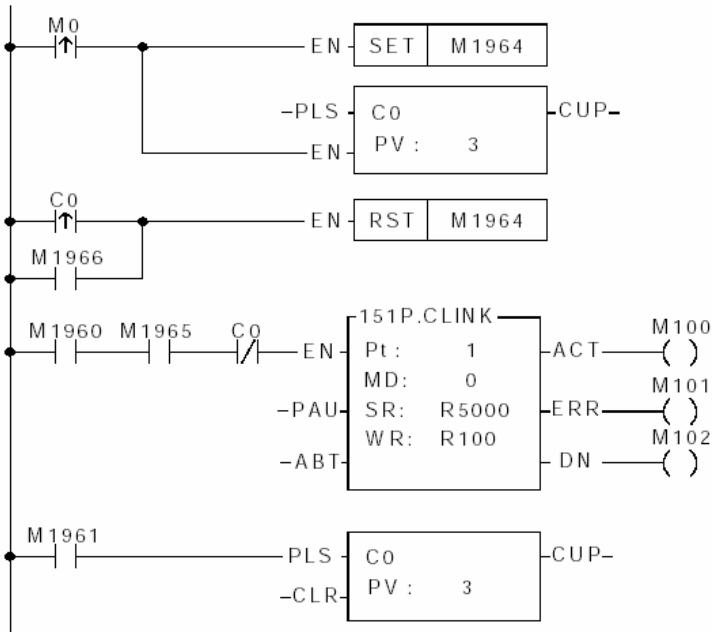 M0
EN SET M1964
PLS C0 CUP
EN PV : 3
C0
EN RST M1964
M1966
151P.CLINK
M1960 M1965 C0 EN Pt : 1 ACT M100
MD: 0
PAU SR: R5000 ERR M101
WR: R100
ABT DN M102
M1961
PLS C0 CUP
CLR PV : 3